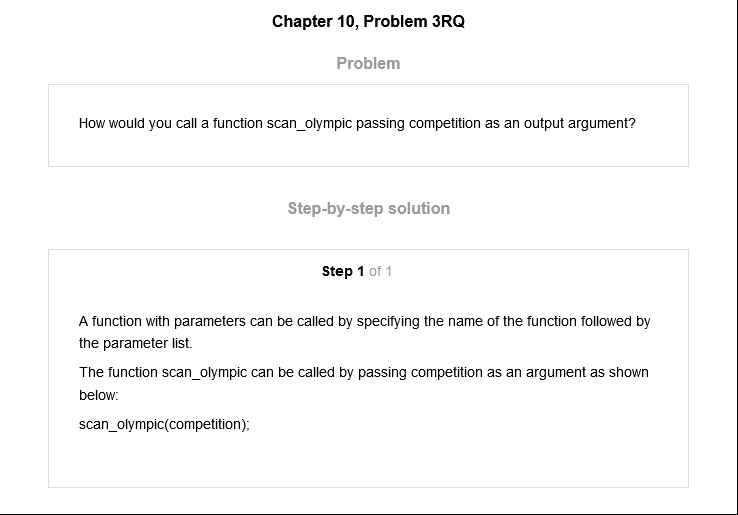 Chapter 10, Problem 3RQ
Problem
How would you call a function scan_olympic passing competition as an output argument?
Step-by-step solution
Step 1 of 1
A function with parameters can be called by specifying the name of the function followed by
the parameter list.
The function scan_olympic can be called by passing competition as an argument as shown
below:
scan_olympic(competition);